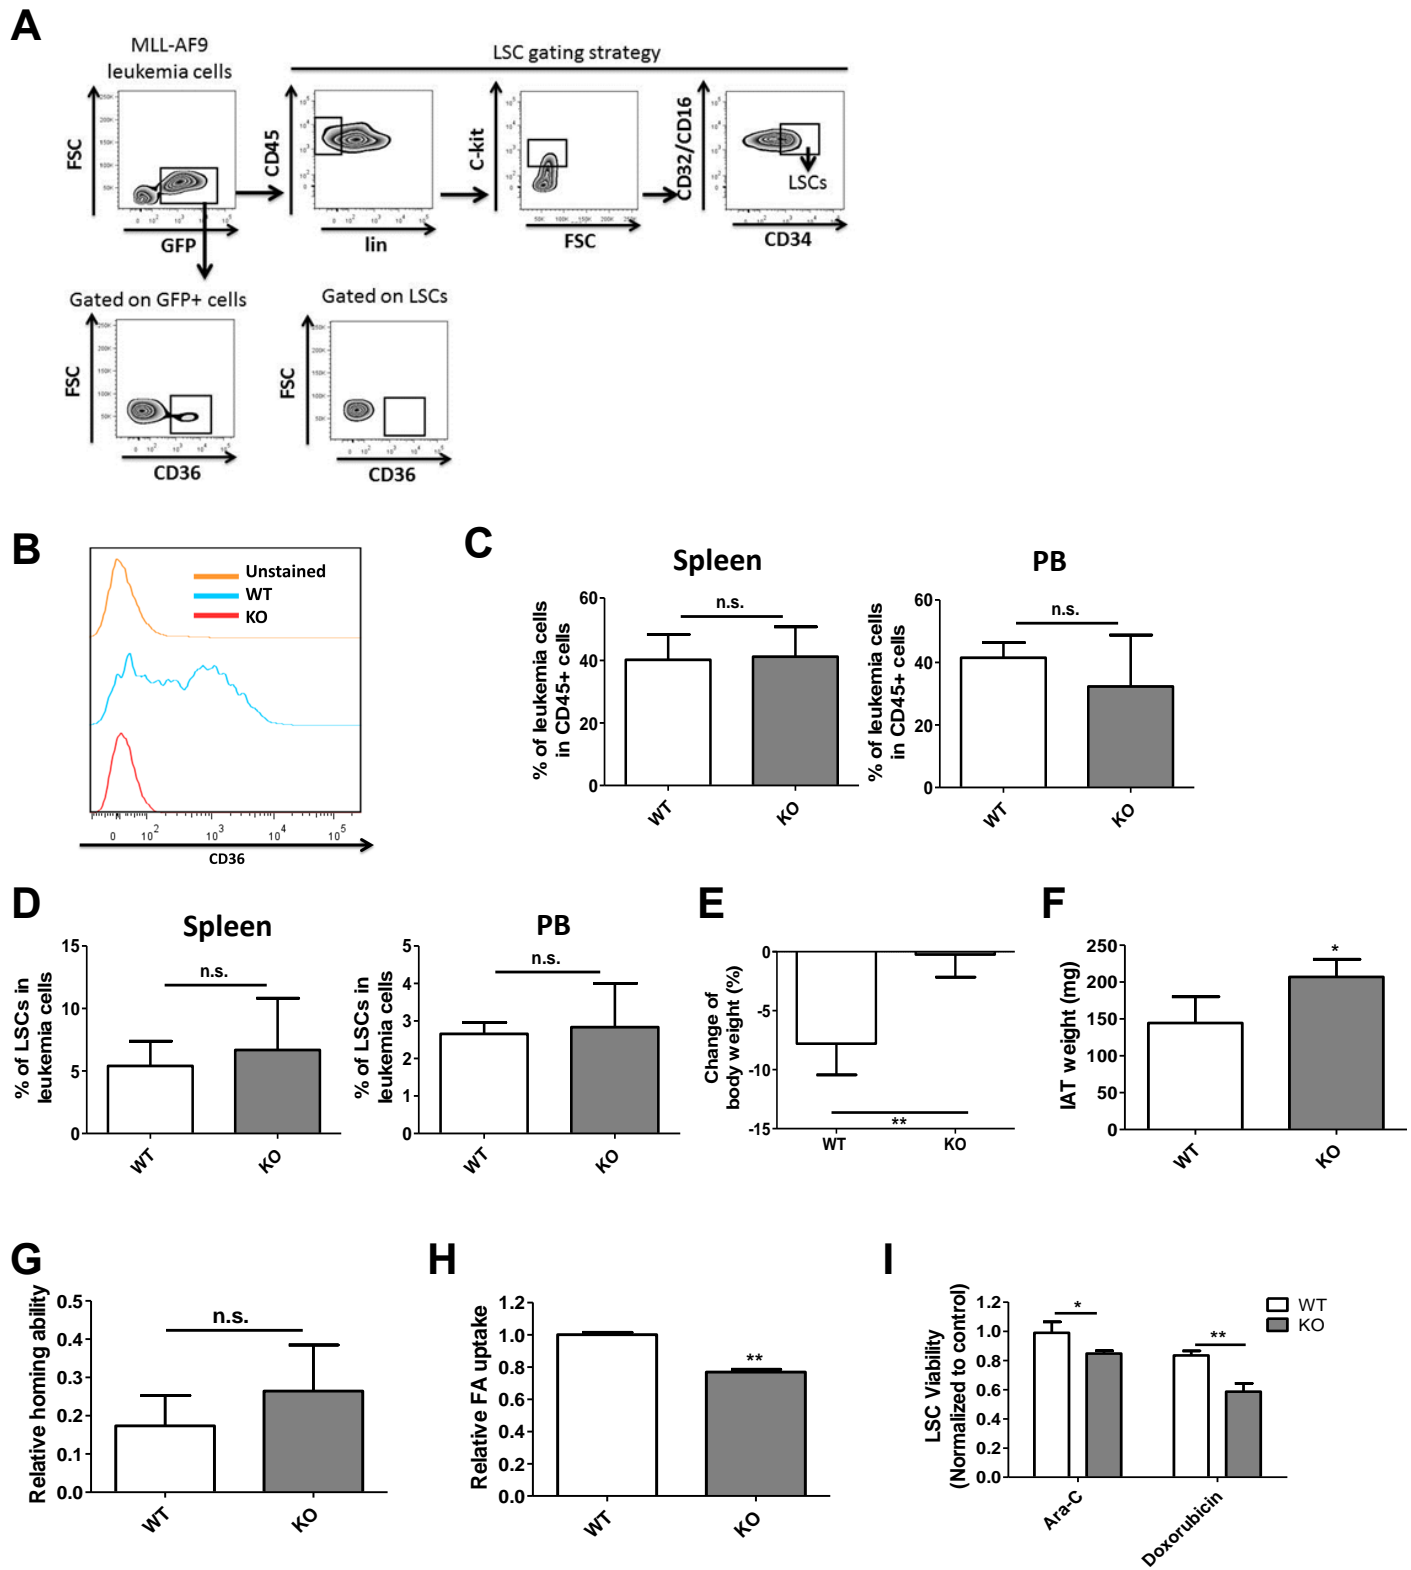 A
MLL-AF9
leukemia cells
LSC gating strategy
FSC
GFP
CD45
lin
C-kit
FSC
CD32/CD16
LSCs
CD34
Gated on GFP+ cells
Gated on LSCs
FSC
CD36
FSC
CD36
B
Unstained
WT
KO
0 10^2 10^3 10^4 10^5
CD36
C
Spleen
% of leukemia cells
in CD45+ cells
60
40
20
0
n.s.
WT KO
PB
% of leukemia cells
in CD45+ cells
60
40
20
0
n.s.
WT KO
D
Spleen
% of LSCs in
leukemia cells
15
10
5
0
n.s.
WT KO
PB
% of LSCs in
leukemia cells
5
4
3
2
1
0
n.s.
WT KO
E
Change of
body weight (%)
0
-5
-10
-15
**
WT KO
F
IAT weight (mg)
250
200
150
100
50
0
*
WT KO
G
Relative homing ability
0.5
0.4
0.3
0.2
0.1
0.0
n.s.
WT KO
H
Relative FA uptake
1.2
1.0
0.8
0.6
0.4
0.2
0.0
**
WT KO
I
LSC Viability
(Normalized to control)
1.2
1.0
0.8
0.6
0.4
0.2
0.0
*
**
WT
KO
Ara-C Doxorubicin